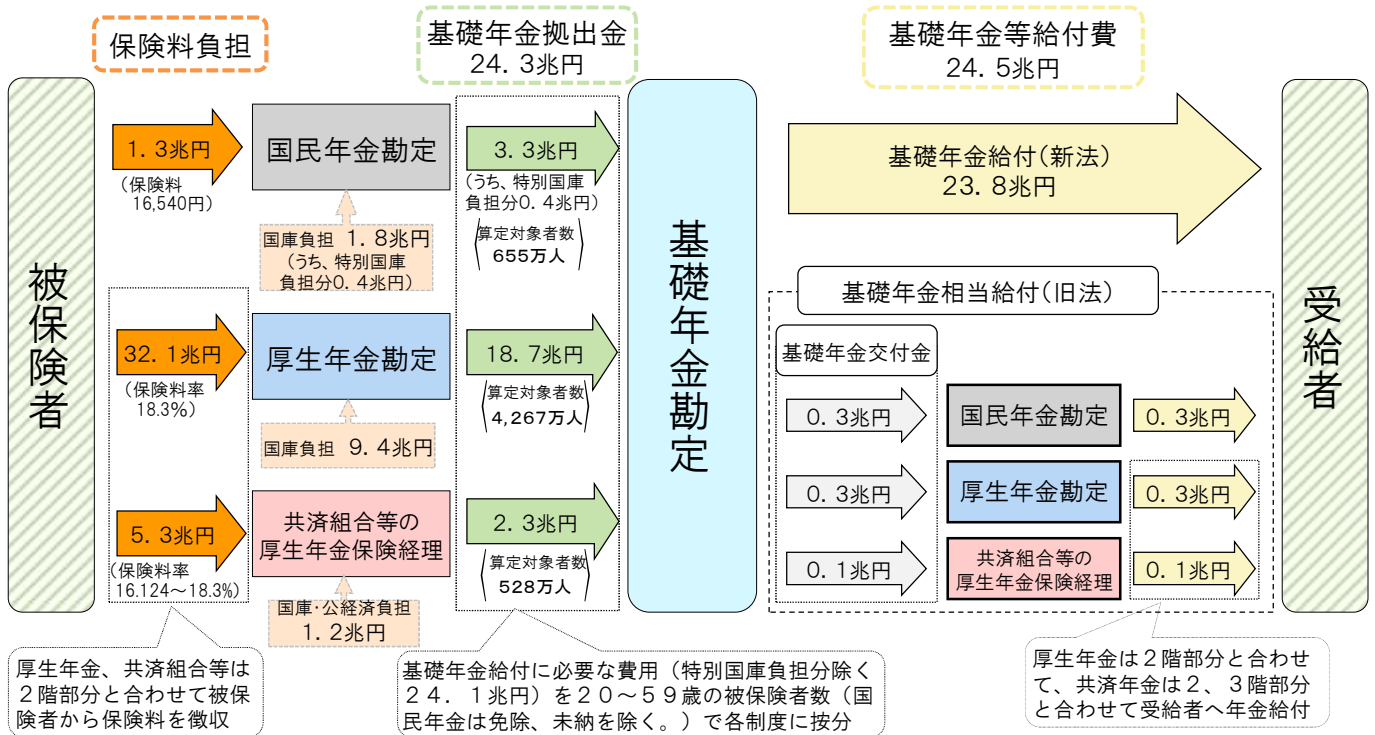 保険料負担
基礎年金拠出金
24.3兆円
基礎年金等給付費
24.5兆円
被保険者
1.3兆円
(保険料
16,540円)
国民年金勘定
国庫負担 1.8兆円
(うち、特別国庫
負担分0.4兆円)
3.3兆円
(うち、特別国庫
負担分0.4兆円)
算定対象者数
655万人
32.1兆円
(保険料率
18.3%)
厚生年金勘定
国庫負担 9.4兆円
18.7兆円
算定対象者数
4,267万人
5.3兆円
(保険料率
16.124～18.3%)
共済組合等の
厚生年金保険経理
国庫・公経済負担
1.2兆円
2.3兆円
算定対象者数
528万人
基礎年金勘定
基礎年金給付(新法)
23.8兆円
基礎年金相当給付(旧法)
基礎年金交付金
0.3兆円
国民年金勘定
0.3兆円
0.3兆円
厚生年金勘定
0.3兆円
0.1兆円
共済組合等の
厚生年金保険経理
0.1兆円
受給者
厚生年金、共済組合等は
２階部分と合わせて被保
険者から保険料を徴収
基礎年金給付に必要な費用（特別国庫負担分除く
２４．１兆円）を２０～５９歳の被保険者数（国
民年金は免除、未納を除く。）で各制度に按分
厚生年金は２階部分と合わせ
て、共済年金は２、３階部分
と合わせて受給者へ年金給付